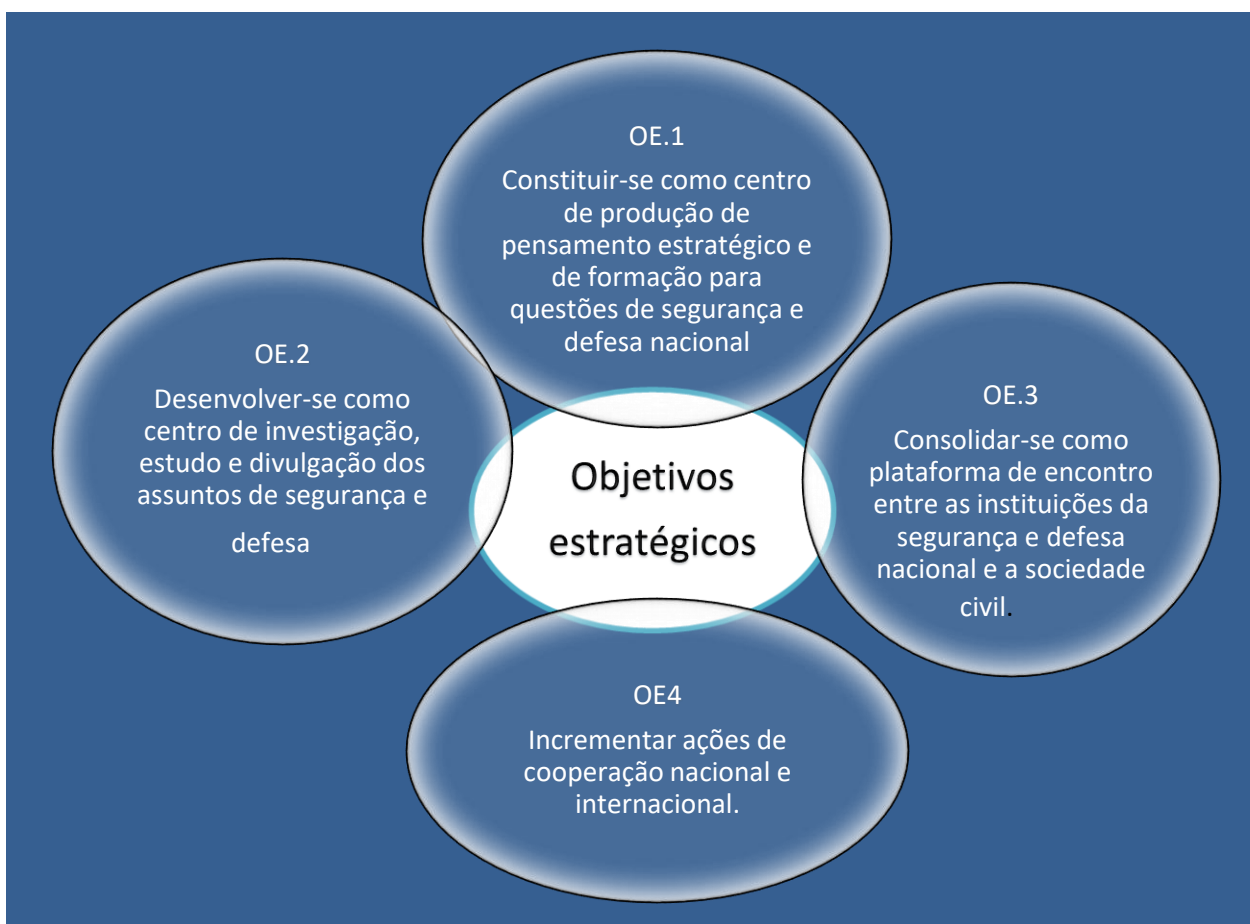 OE.1
Constituir-se como centro
de produção de
pensamento estratégico e
de formação para
questões de segurança e
defesa nacional
OE.2
Desenvolver-se como
centro de investigação,
estudo e divulgação dos
assuntos de segurança e
defesa
OE.3
Consolidar-se como
plataforma de encontro
entre as instituições da
segurança e defesa
nacional e a sociedade
civil.
Objetivos
estratégicos
OE4
Incrementar ações de
cooperação nacional e
internacional.